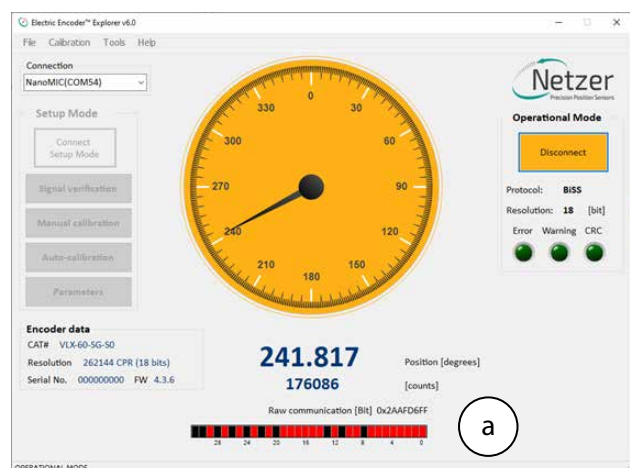 Electric Encoder™ Explorer v6.0
File Calibration Tools Help
Connection
NanoMIC(COM54)
Setup Mode
Connect
Setup Mode
Signal verification
Manual calibration
Auto-calibration
Parameters
Encoder data
CAT# VLX-60-SG-S0
Resolution 262144 CPR (18 bits)
Serial No. 000000000 FW 4.3.6
0
30
60
90
120
150
180
210
240
270
300
330
241.817 Position [degrees]
176086 [counts]
Raw communication [Bit] 0x2AAFD6FF
28 24 20 16 12 8 4 0
Netzer
Precision Position Sensors
Operational Mode
Disconnect
Protocol: BiSS
Resolution: 18 [bit]
Error Warning CRC
a
OPERATIONAL MODE